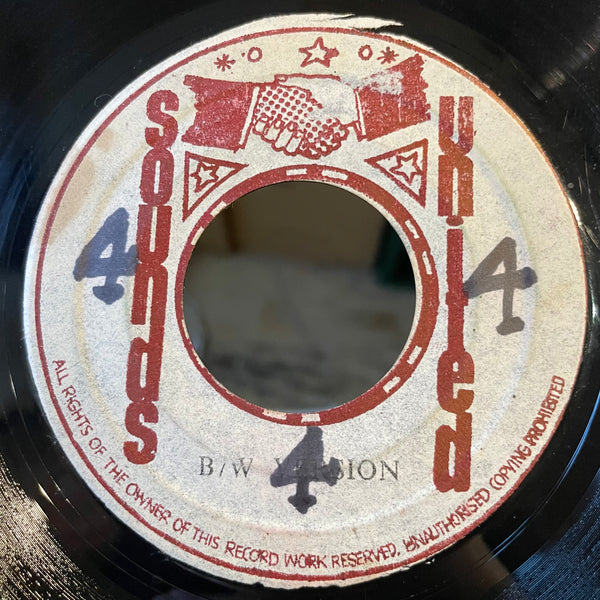 Sounds
United
4
4
B/W VERSION
4
ALL RIGHTS OF THE OWNER OF THIS RECORD WORK RESERVED. UNAUTHORISED COPYING PROHIBITED